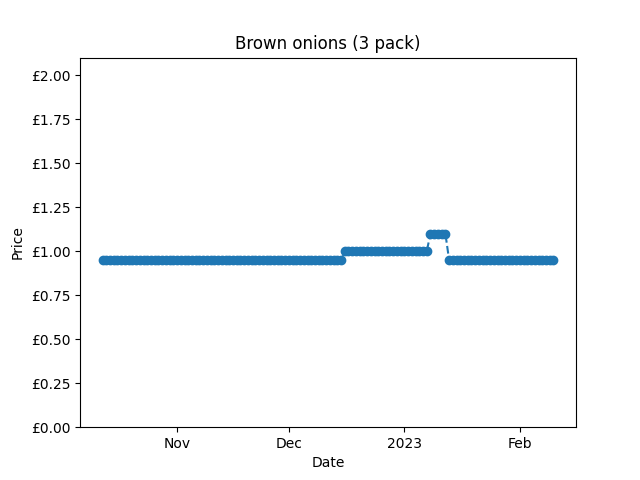 Brown onions (3 pack)
£2.00
£1.75
£1.50
£1.25
£1.00
£0.75
£0.50
£0.25
£0.00
Price
Nov Dec 2023 Feb
Date